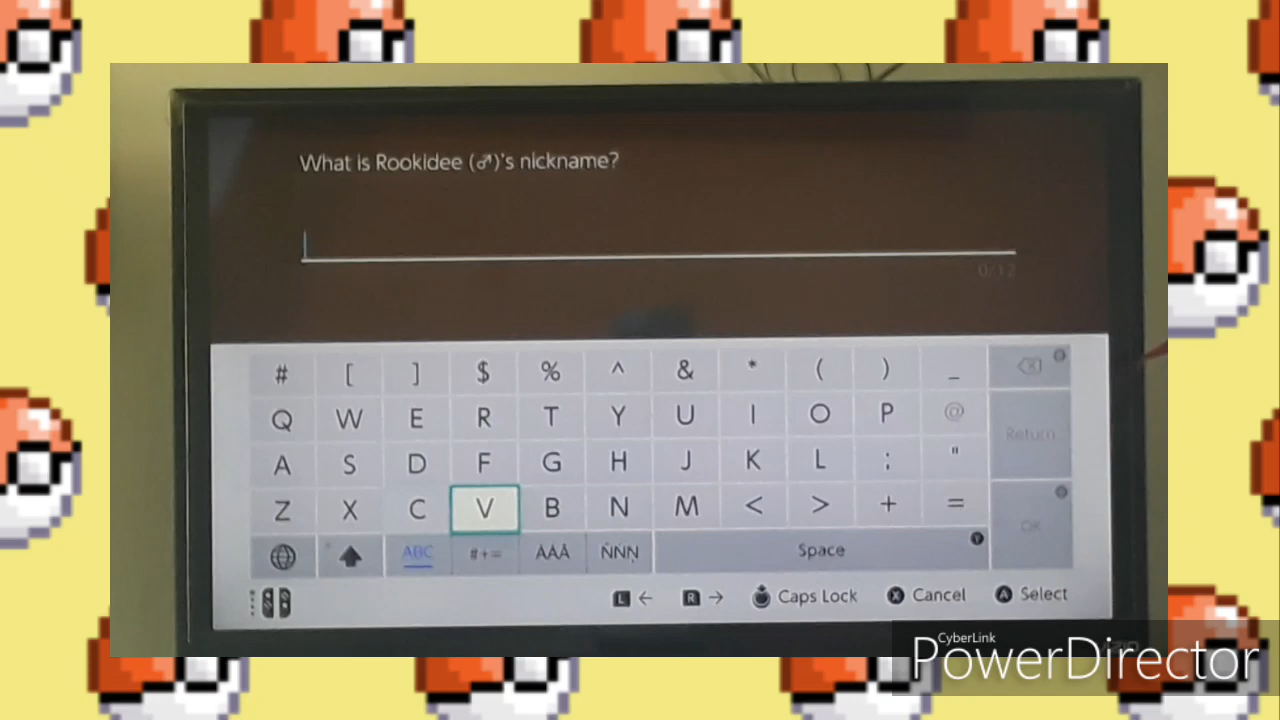 What is Rookidee (♂)'s nickname?
0/12
# [ ] $ % ^ & * ( ) _
Q W E R T Y U I O P @
Return
A S D F G H J K L ; "
Z X C V B N M < > + =
OK
ABC #+= ÀÁÂ ÑŃŅ Space Y
L ← R → Caps Lock X Cancel A Select
CyberLink
PowerDirector